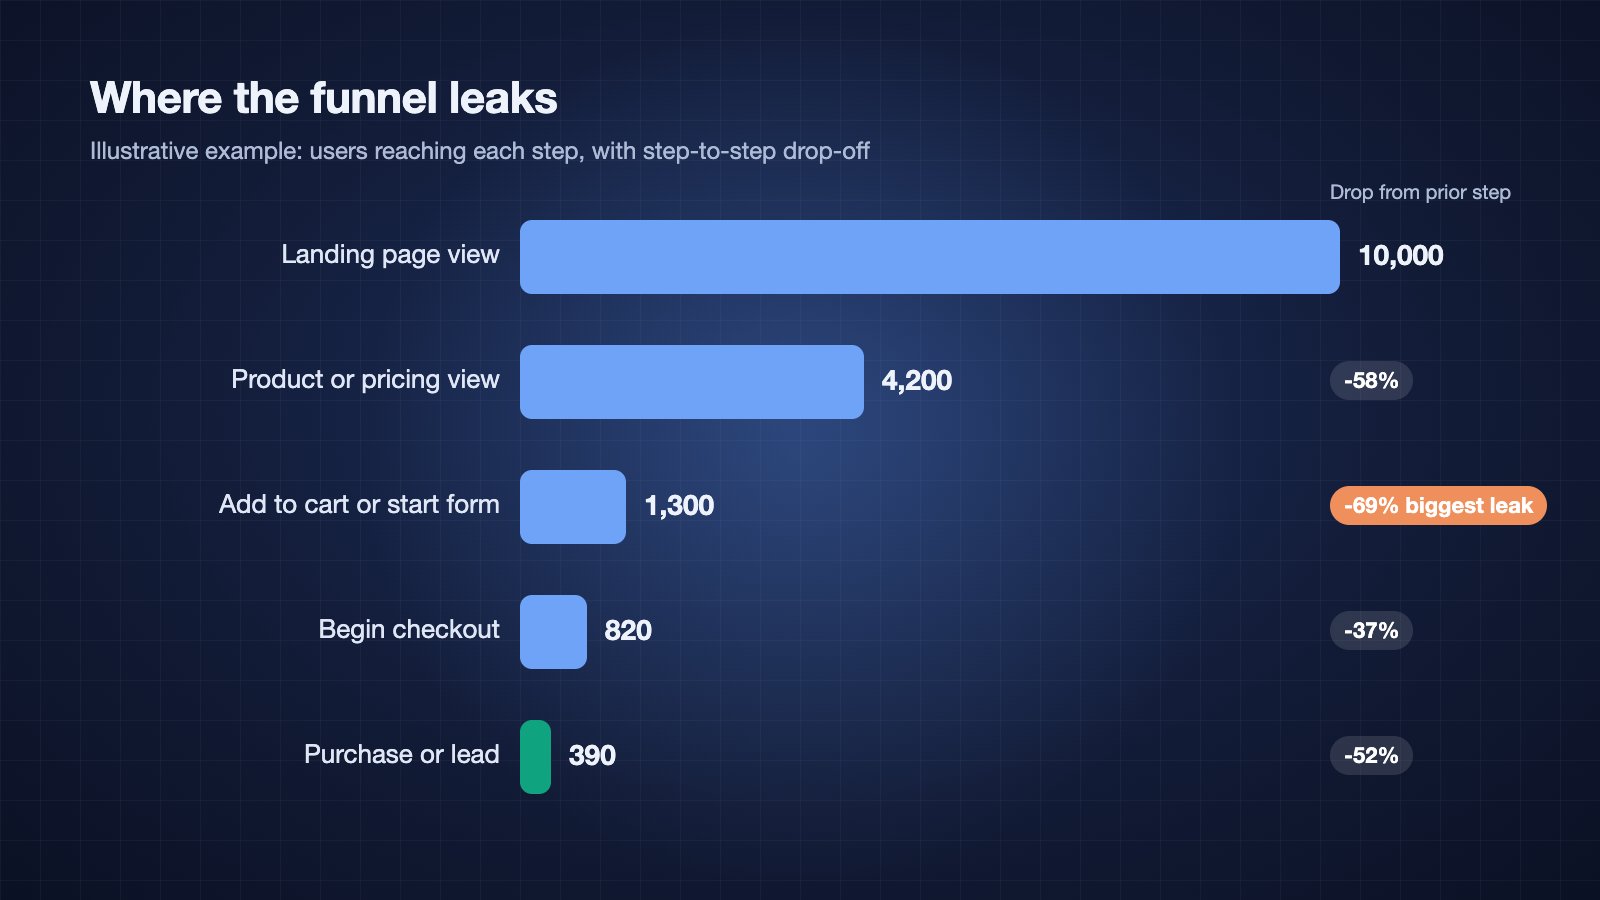 Where the funnel leaks
Illustrative example: users reaching each step, with step-to-step drop-off
Drop from prior step
Landing page view 10,000
Product or pricing view 4,200 -58%
Add to cart or start form 1,300 -69% biggest leak
Begin checkout 820 -37%
Purchase or lead 390 -52%